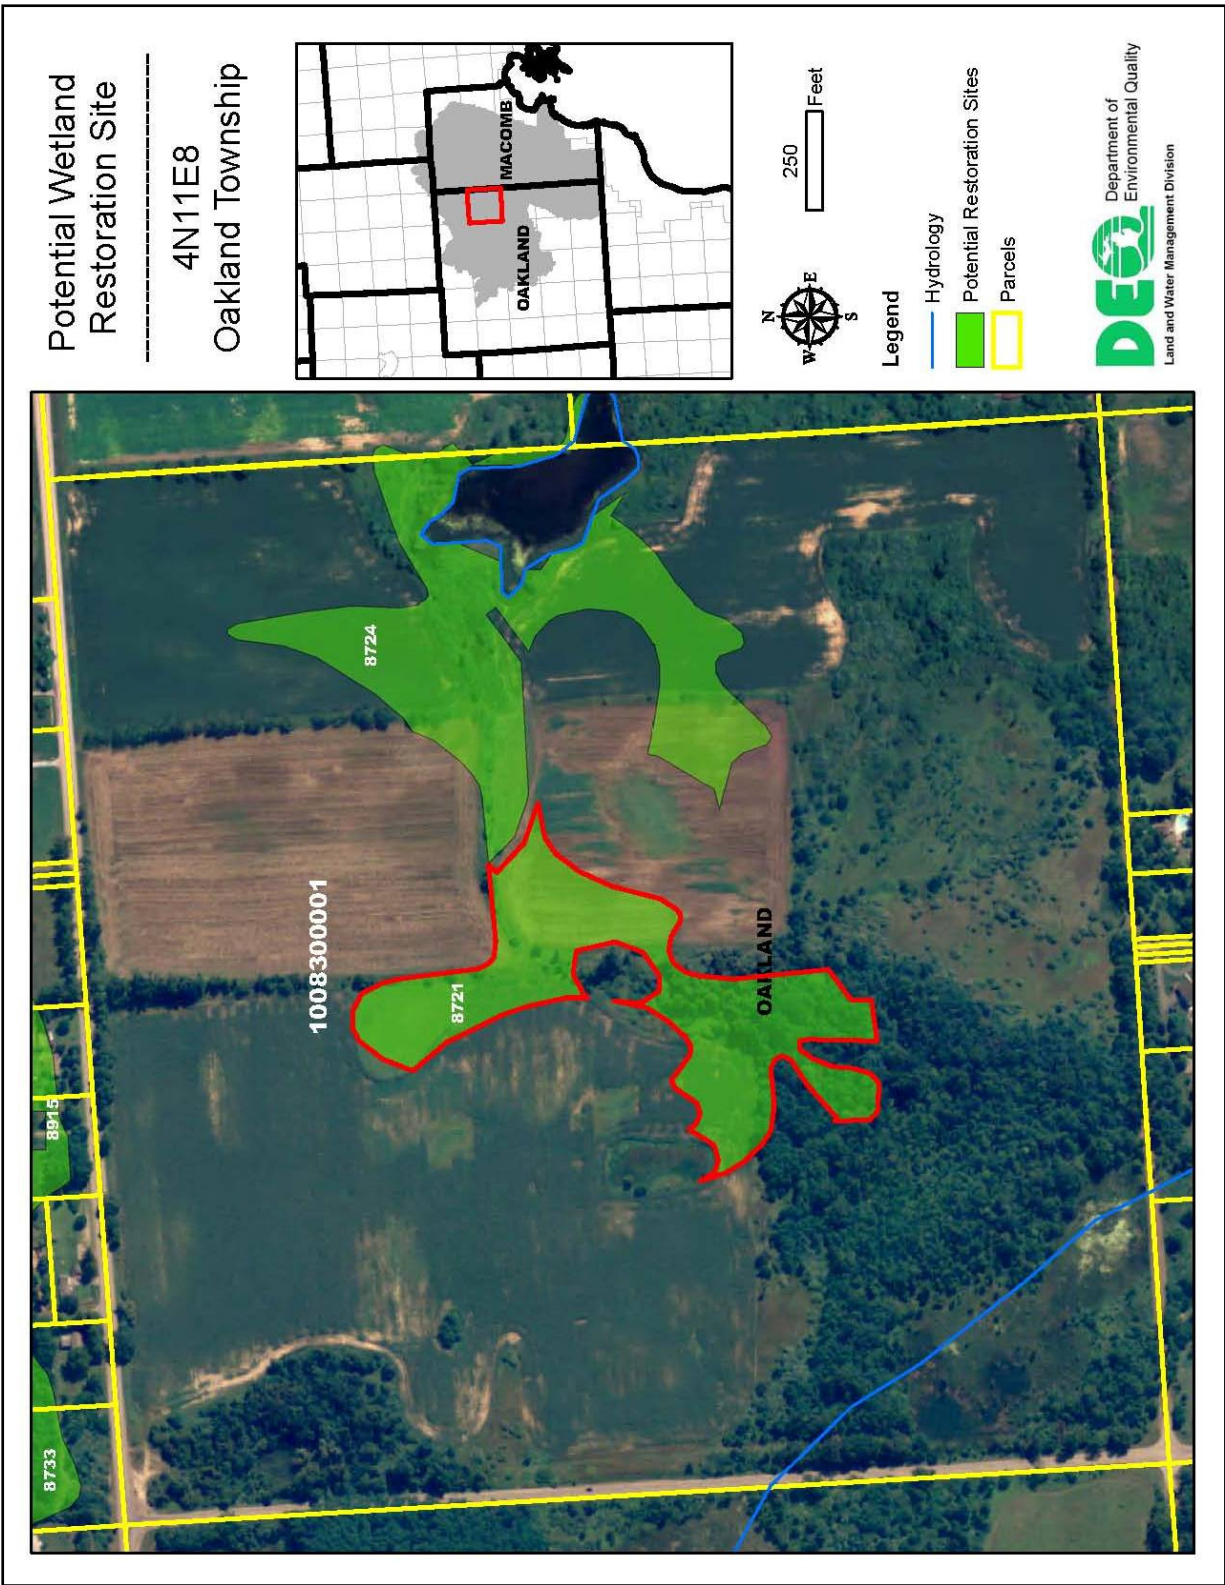 Potential Wetland
Restoration Site
4N11E8
Oakland Township
OAKLAND
MACOMB
N
W
E
S
250
Feet
Legend
Hydrology
Potential Restoration Sites
Parcels
DEQ
Department of
Environmental Quality
Land and Water Management Division
8733
8915
1008300001
8721
8724
OAKLAND